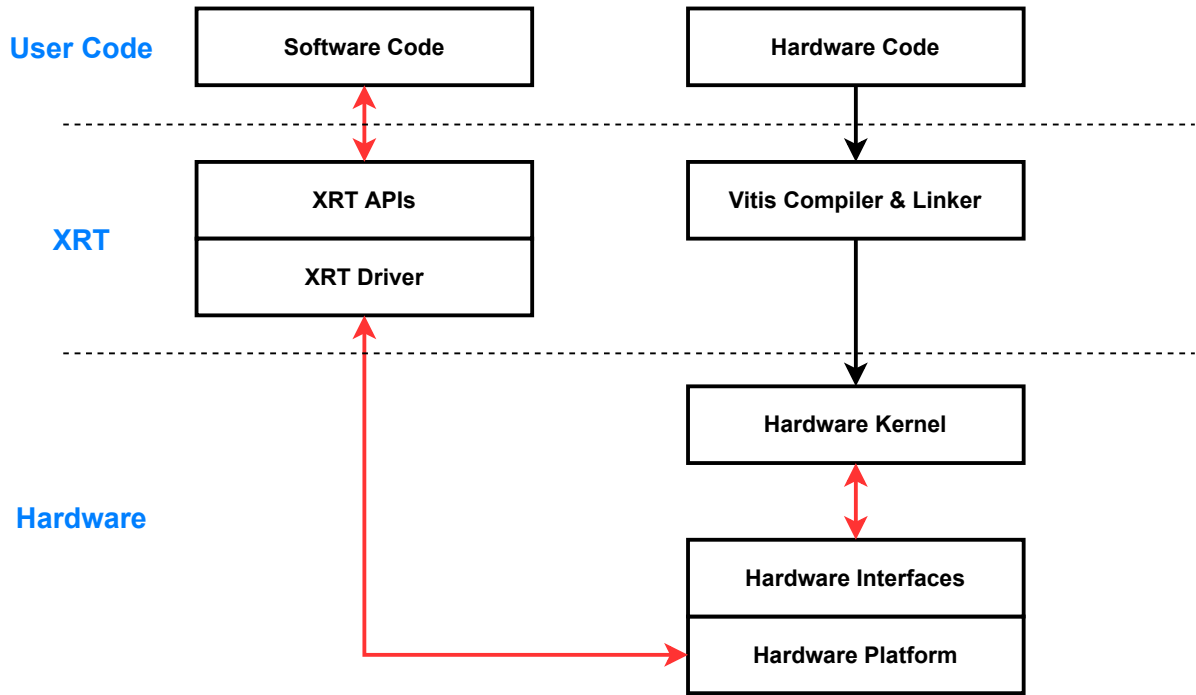 User Code
Software Code
Hardware Code
XRT
XRT APIs
Vitis Compiler & Linker
XRT Driver
Hardware
Hardware Kernel
Hardware Interfaces
Hardware Platform